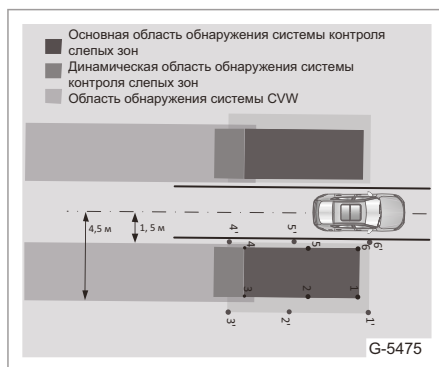 Основная область обнаружения системы контроля
слепых зон
Динамическая область обнаружения системы
контроля слепых зон
Область обнаружения системы CVW
4,5 м
1, 5 м
4'
5'
6'
4
5
6
3
2
1
3'
2'
1'
G-5475